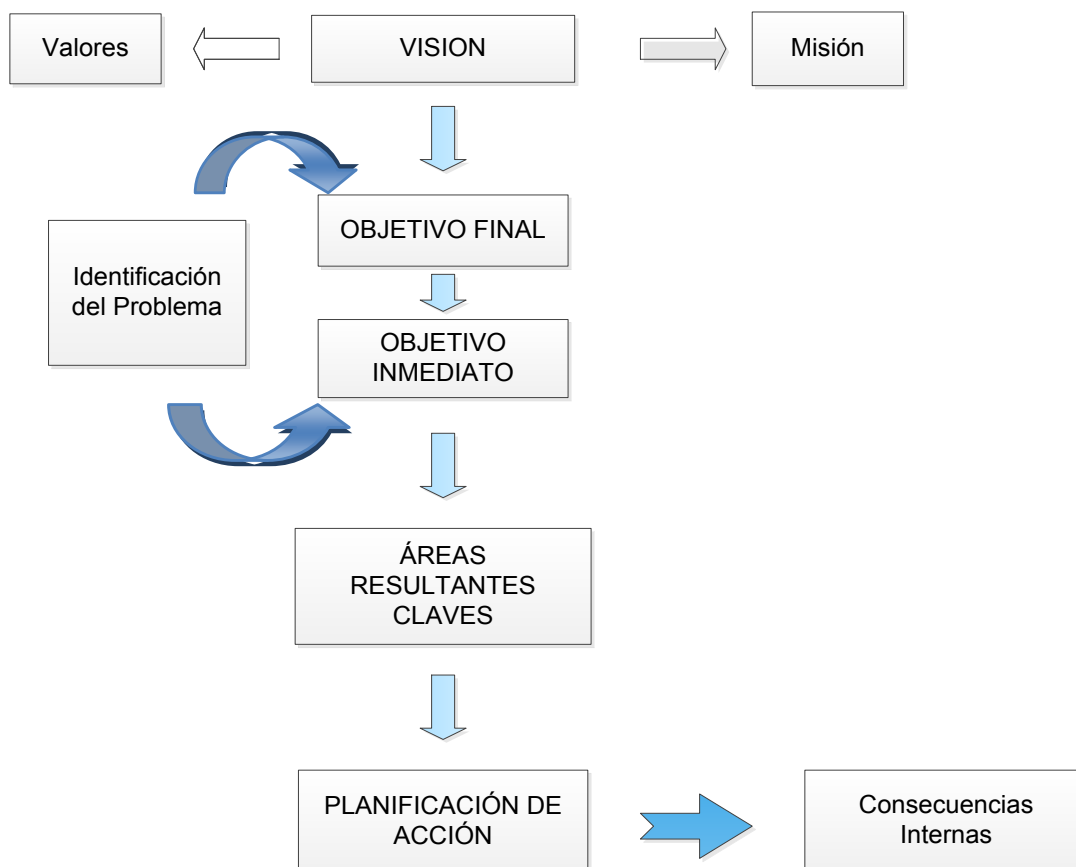 Valores
VISION
Misión
OBJETIVO FINAL
Identificación
del Problema
OBJETIVO
INMEDIATO
ÁREAS
RESULTANTES
CLAVES
PLANIFICACIÓN DE
ACCIÓN
Consecuencias
Internas